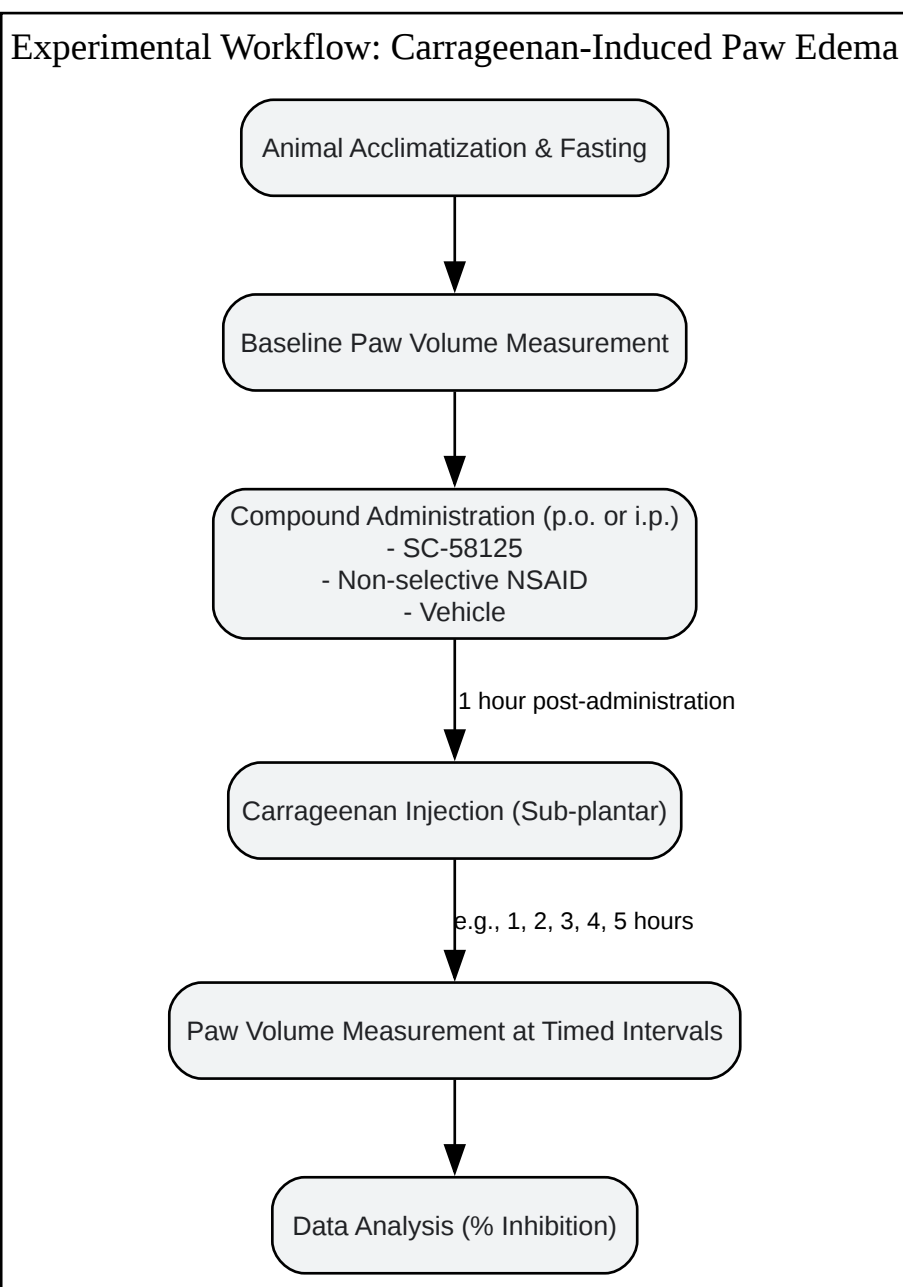 Experimental Workflow: Carrageenan-Induced Paw Edema
Animal Acclimatization & Fasting
Baseline Paw Volume Measurement
Compound Administration (p.o. or i.p.)
- SC-58125
- Non-selective NSAID
- Vehicle
1 hour post-administration
Carrageenan Injection (Sub-plantar)
e.g., 1, 2, 3, 4, 5 hours
Paw Volume Measurement at Timed Intervals
Data Analysis (% Inhibition)